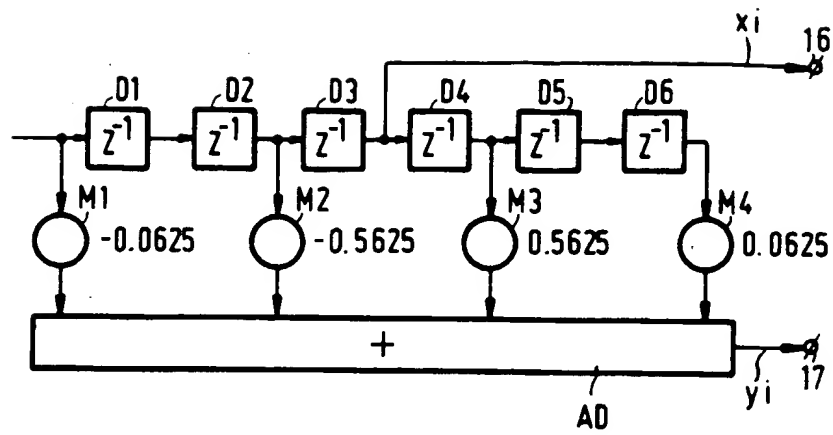 xi 16
D1 D2 D3 D4 D5 D6
z⁻¹ z⁻¹ z⁻¹ z⁻¹ z⁻¹ z⁻¹
M1 M2 M3 M4
-0.0625 -0.5625 0.5625 0.0625
+
yi 17
AD